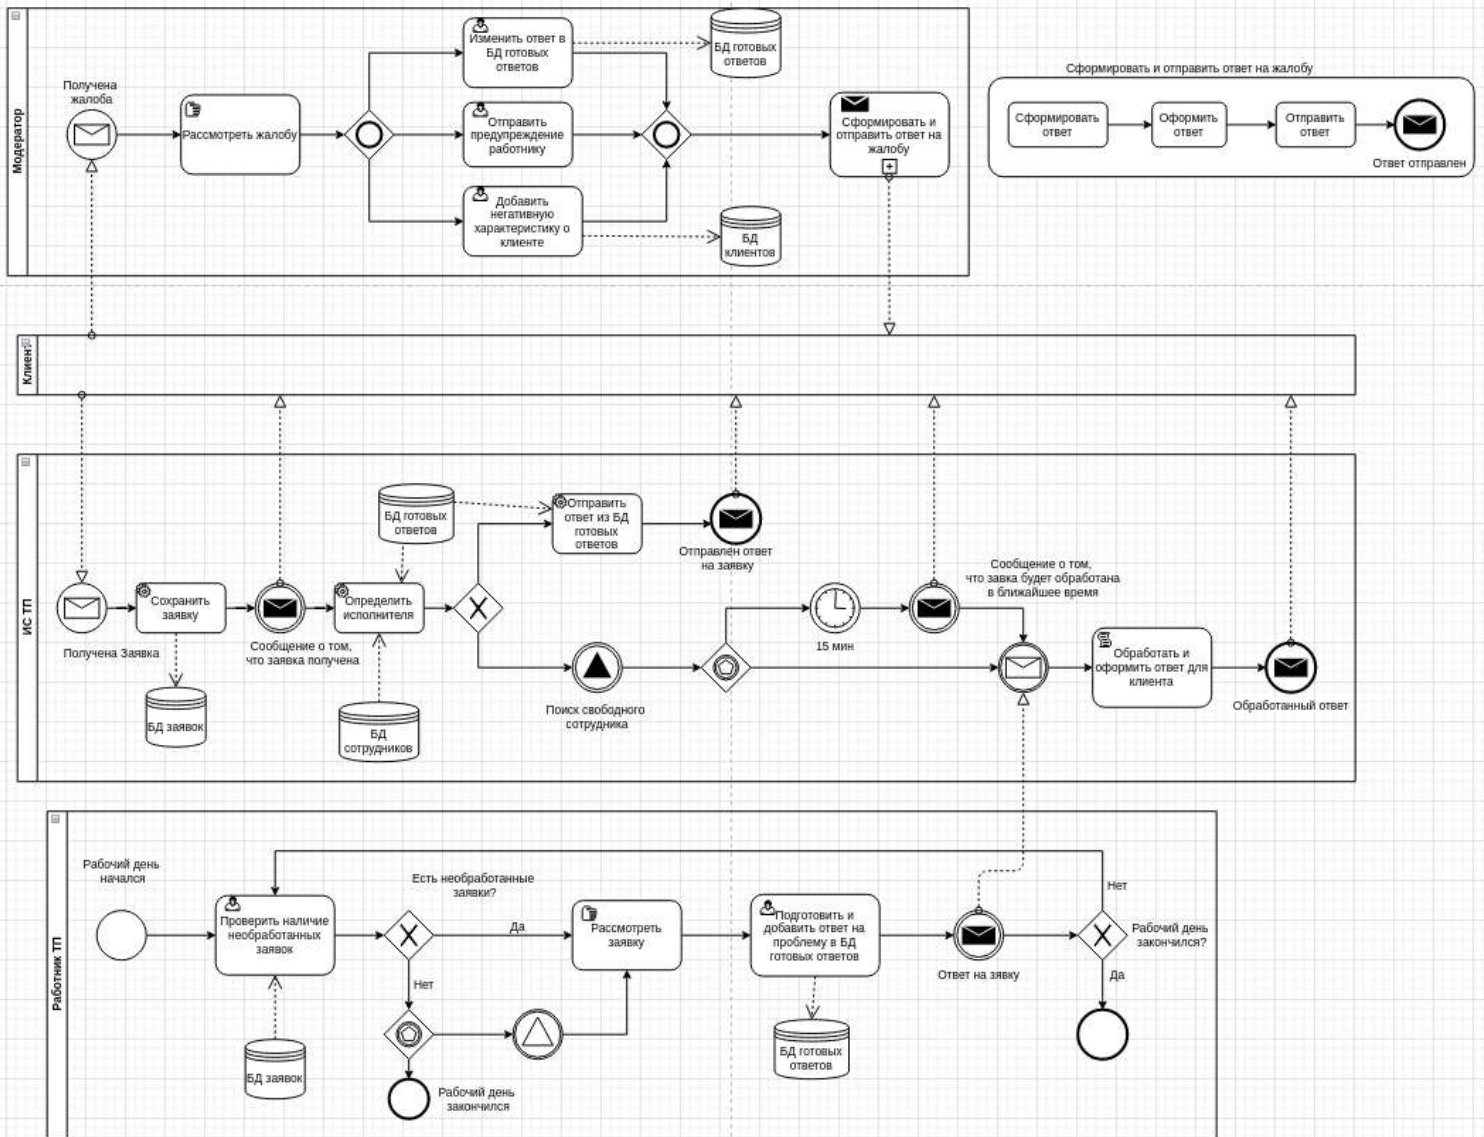 Модератор
Получена
жалоба
Рассмотреть жалобу
Изменить ответ в
БД готовых
ответов
Отправить
предупреждение
работнику
Добавить
негативную
характеристику о
клиенте
БД готовых
ответов
БД
клиентов
Сформировать и
отправить ответ на
жалобу
Сформировать и отправить ответ на жалобу
Сформировать
ответ
Оформить
ответ
Отправить
ответ
Ответ отправлен
Клиент
ИС ТП
Получена Заявка
Сохранить
заявку
БД заявок
Сообщение о том,
что заявка получена
БД готовых
ответов
Определить
исполнителя
БД
сотрудников
Отправить
ответ из БД
готовых
ответов
Отправлен ответ
на заявку
Поиск свободного
сотрудника
15 мин
Сообщение о том,
что завка будет обработана
в ближайшее время
Обработать и
оформить ответ для
клиента
Обработанный ответ
Работник ТП
Рабочий день
начался
Проверить наличие
необработанных
заявок
БД заявок
Есть необработанные
заявки?
Да
Нет
Рабочий день
закончился
Рассмотреть
заявку
Подготовить и
добавить ответ на
проблему в БД
готовых ответов
БД готовых
ответов
Ответ на зявку
Нет
Рабочий день
закончился?
Да